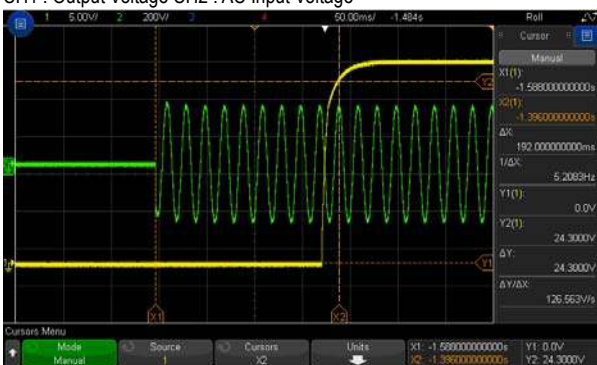 CH1 : Output Voltage CH2 : AC Input Voltage
1 5.00V/ 2 200V/ 3 4 50.00ms/ -1.484s Roll
Cursor
Manual
X1(1):
-1.588000000000s
X2(1):
-1.396000000000s
ΔX:
192.000000000ms
1/ΔX:
5.2083Hz
Y1(1):
0.0V
Y2(1):
24.3000V
ΔY:
24.3000V
ΔY/ΔX:
126.563V/s
Y2
Y1
X1 X2
Cursors Menu
Mode Source Cursors Units X1: -1.588000000000s Y1: 0.0V
Manual 1 X2 X2: -1.396000000000s Y2: 24.3000V